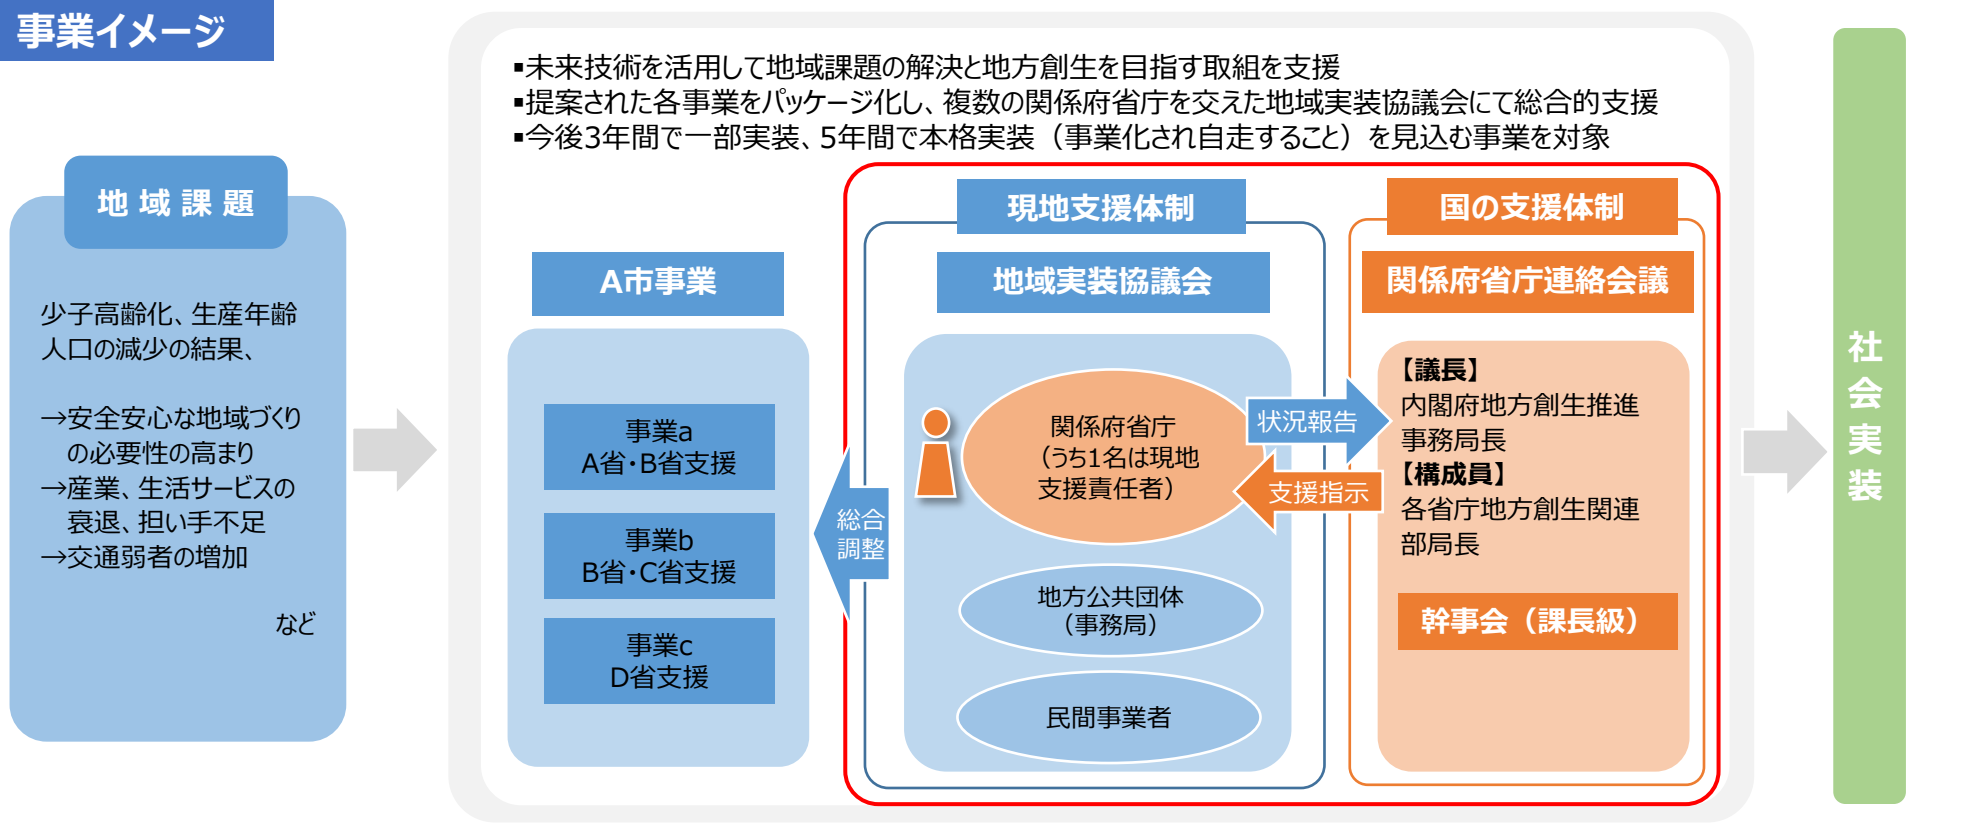 事業イメージ
▪未来技術を活用して地域課題の解決と地方創生を目指す取組を支援
▪提案された各事業をパッケージ化し、複数の関係府省庁を交えた地域実装協議会にて総合的支援
▪今後3年間で一部実装、5年間で本格実装（事業化され自走すること）を見込む事業を対象
地域課題
少子高齢化、生産年齢
人口の減少の結果、
→安全安心な地域づくり
の必要性の高まり
→産業、生活サービスの
衰退、担い手不足
→交通弱者の増加
など
A市事業
事業a
A省・B省支援
事業b
B省・C省支援
事業c
D省支援
総合
調整
現地支援体制
地域実装協議会
関係府省庁
（うち1名は現地
支援責任者）
地方公共団体
（事務局）
民間事業者
状況報告
支援指示
国の支援体制
関係府省庁連絡会議
【議長】
内閣府地方創生推進
事務局長
【構成員】
各省庁地方創生関連
部局長
幹事会（課長級）
社
会
実
装